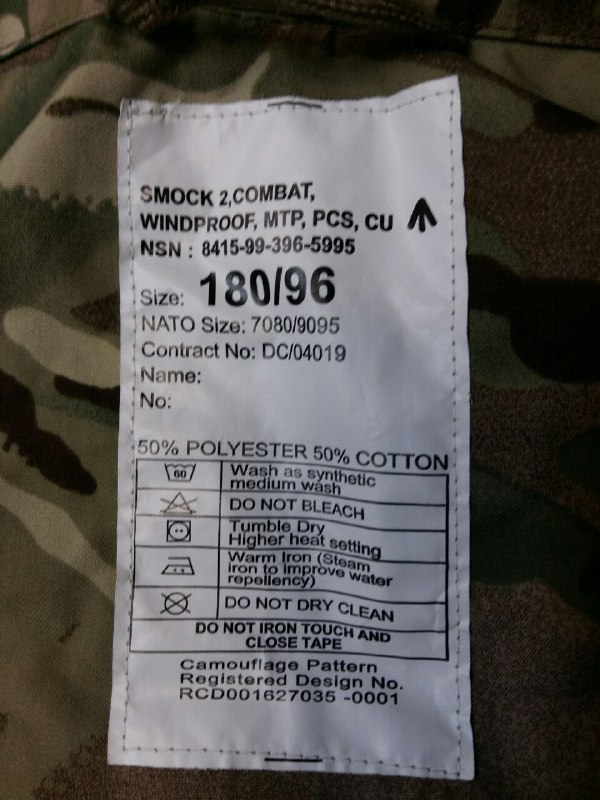 SMOCK 2,COMBAT,
WINDPROOF, MTP, PCS, CU
NSN : 8415-99-396-5995
Size: 180/96
NATO Size: 7080/9095
Contract No: DC/04019
Name:
No:
50% POLYESTER 50% COTTON
60
Wash as synthetic
medium wash
DO NOT BLEACH
Tumble Dry
Higher heat setting
Warm Iron (Steam
iron to improve water
repellency)
DO NOT DRY CLEAN
DO NOT IRON TOUCH AND
CLOSE TAPE
Camouflage Pattern
Registered Design No.
RCD001627035 -0001